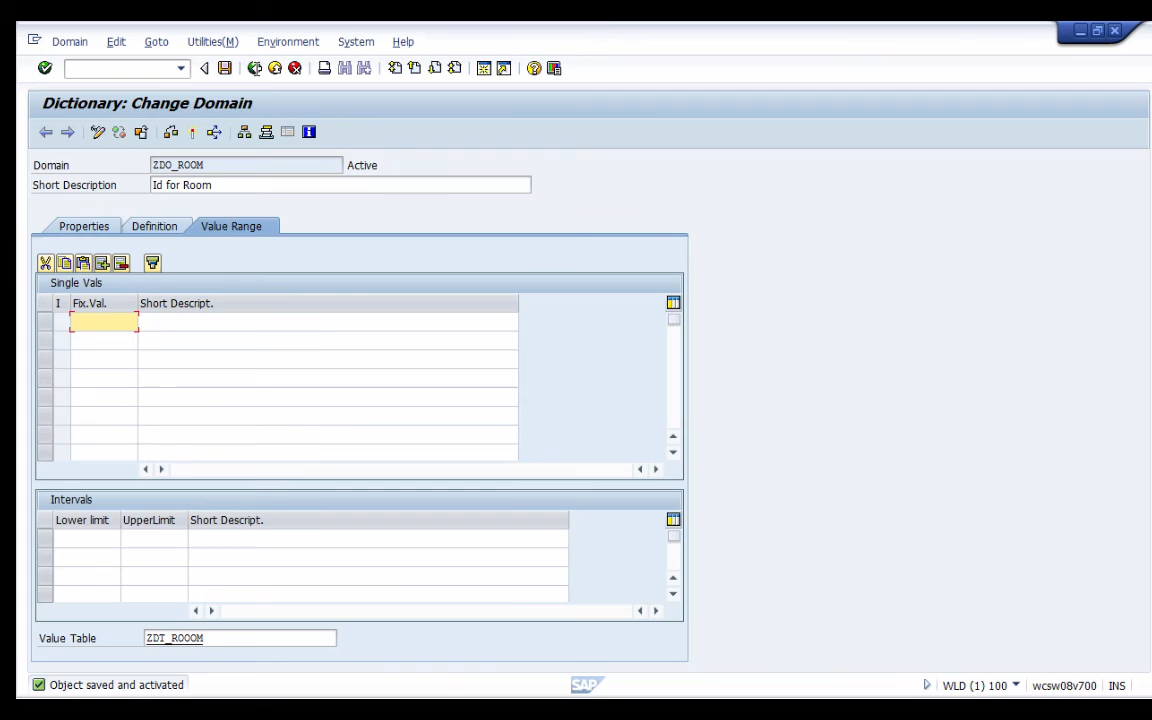 Domain Edit Goto Utilities(M) Environment System Help
Dictionary: Change Domain
Domain ZDO_ROOM Active
Short Description Id for Room
Properties Definition Value Range
Single Vals
I Fix.Val. Short Descript.
Intervals
Lower limit UpperLimit Short Descript.
Value Table ZDT_ROOOM
Object saved and activated SAP WLD (1) 100 wcsw08v700 INS